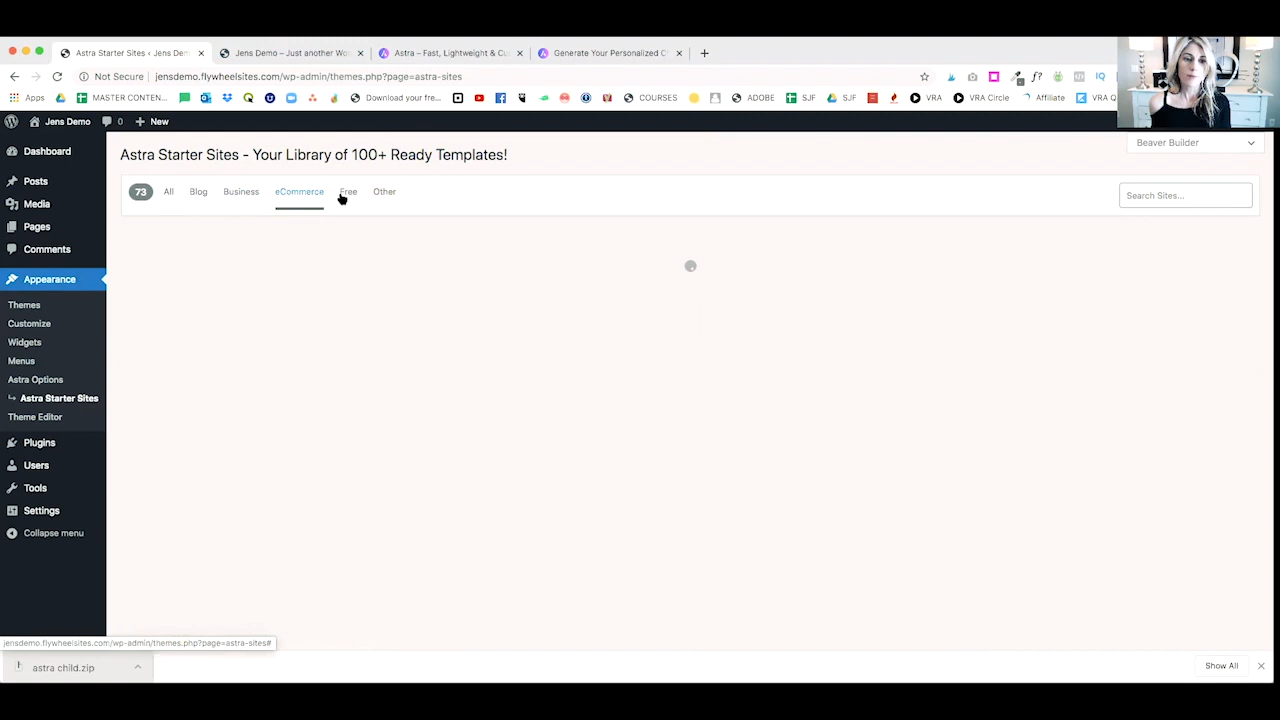 Astra Starter Sites ‹ Jens Dem
Jens Demo – Just another Wo
Astra – Fast, Lightweight & Cu
Generate Your Personalized C
Not Secure
jensdemo.flywheelsites.com/wp-admin/themes.php?page=astra-sites
Apps
MASTER CONTEN...
Download your fre...
COURSES
ADOBE
SJF
SJF
VRA
VRA Circle
Affiliate
VRA Q
Jens Demo
0
New
Dashboard
Posts
Media
Pages
Comments
Appearance
Themes
Customize
Widgets
Menus
Astra Options
Astra Starter Sites
Theme Editor
Plugins
Users
Tools
Settings
Collapse menu
Astra Starter Sites - Your Library of 100+ Ready Templates!
Beaver Builder
73 All Blog Business eCommerce Free Other
Search Sites...
jensdemo.flywheelsites.com/wp-admin/themes.php?page=astra-sites#
astra child.zip
Show All